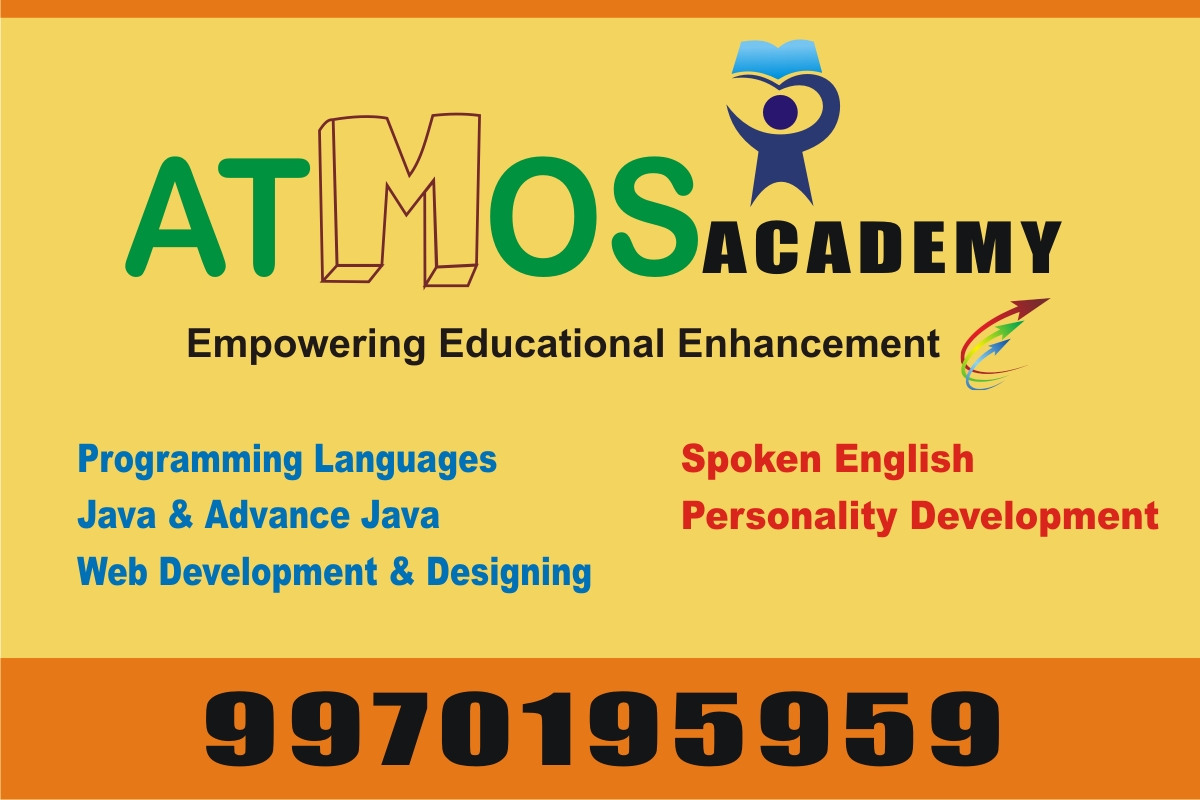 ATMOS ACADEMY
Empowering Educational Enhancement
Programming Languages
Java & Advance Java
Web Development & Designing
Spoken English
Personality Development
9970195959